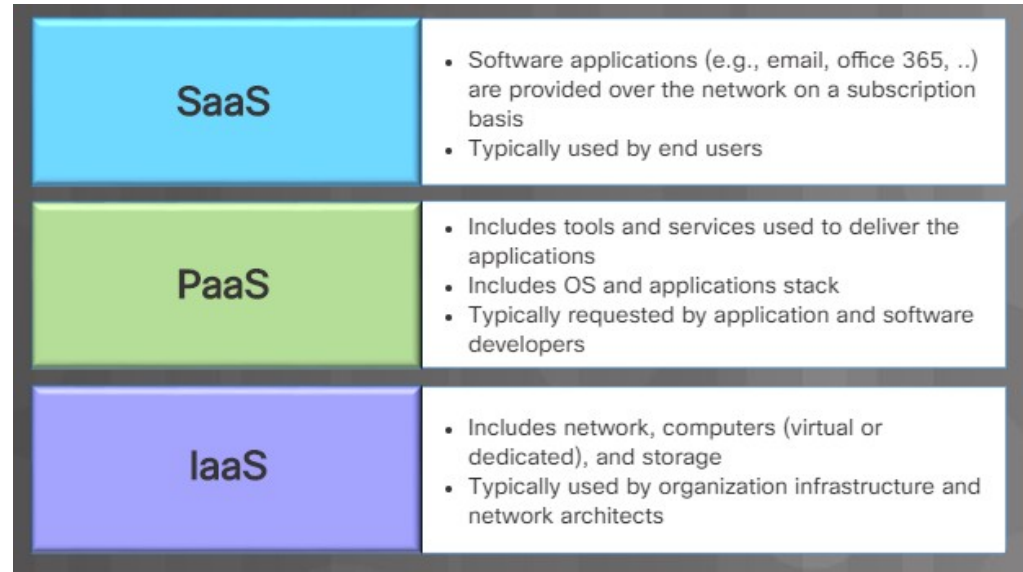 SaaS
• Software applications (e.g., email, office 365, ..)
are provided over the network on a subscription
basis
• Typically used by end users
PaaS
• Includes tools and services used to deliver the
applications
• Includes OS and applications stack
• Typically requested by application and software
developers
IaaS
• Includes network, computers (virtual or
dedicated), and storage
• Typically used by organization infrastructure and
network architects